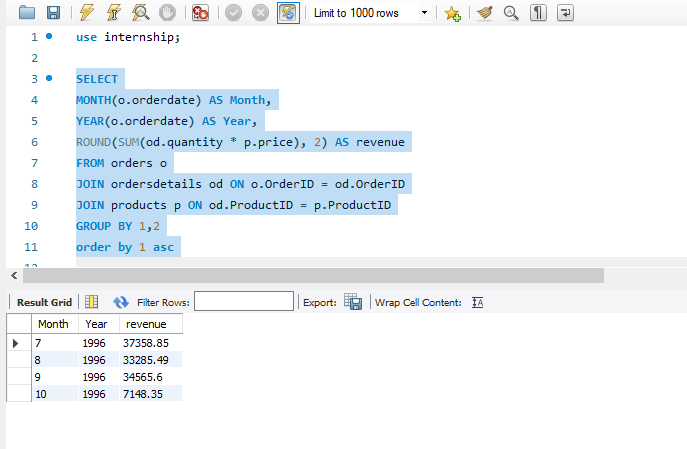 Limit to 1000 rows
1 use internship;
2
3 SELECT
4 MONTH(o.orderdate) AS Month,
5 YEAR(o.orderdate) AS Year,
6 ROUND(SUM(od.quantity * p.price), 2) AS revenue
7 FROM orders o
8 JOIN ordersdetails od ON o.OrderID = od.OrderID
9 JOIN products p ON od.ProductID = p.ProductID
10 GROUP BY 1,2
11 order by 1 asc
12
Result Grid Filter Rows: Export: Wrap Cell Content: IA
Month Year revenue
7 1996 37358.85
8 1996 33285.49
9 1996 34565.6
10 1996 7148.35